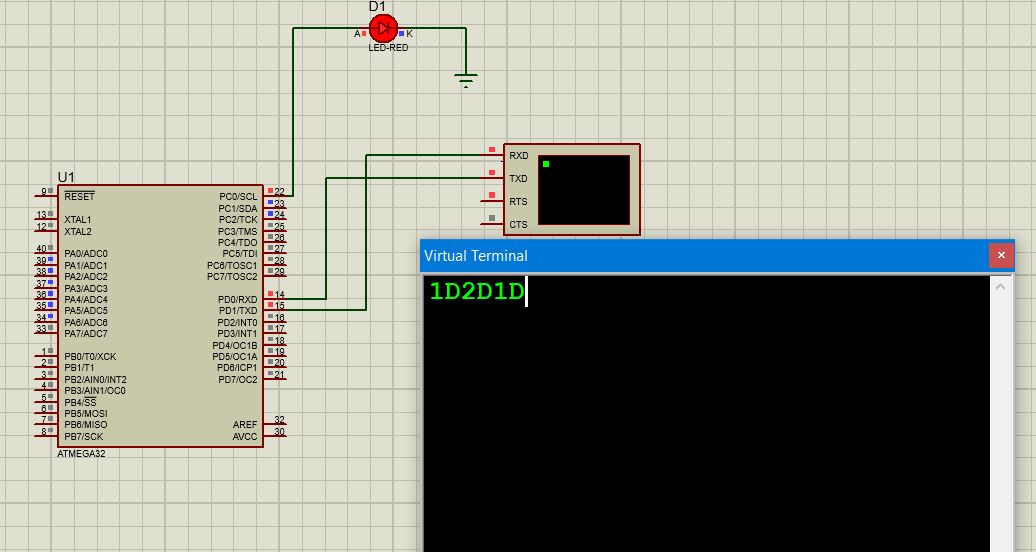 D1
A K
LED-RED
U1
9 RESET PC0/SCL 22
PC1/SDA 23
13 XTAL1 PC2/TCK 24
12 XTAL2 PC3/TMS 25
PC4/TDO 26
40 PA0/ADC0 PC5/TDI 27
39 PA1/ADC1 PC6/TOSC1 28
38 PA2/ADC2 PC7/TOSC2 29
37 PA3/ADC3
36 PA4/ADC4 PD0/RXD 14
35 PA5/ADC5 PD1/TXD 15
34 PA6/ADC6 PD2/INT0 16
33 PA7/ADC7 PD3/INT1 17
PD4/OC1B 18
1 PB0/T0/XCK PD5/OC1A 19
2 PB1/T1 PD6/ICP1 20
3 PB2/AIN0/INT2 PD7/OC2 21
4 PB3/AIN1/OC0
5 PB4/SS
6 PB5/MOSI
7 PB6/MISO AREF 32
8 PB7/SCK AVCC 30
ATMEGA32
RXD
TXD
RTS
CTS
Virtual Terminal
1D2D1D